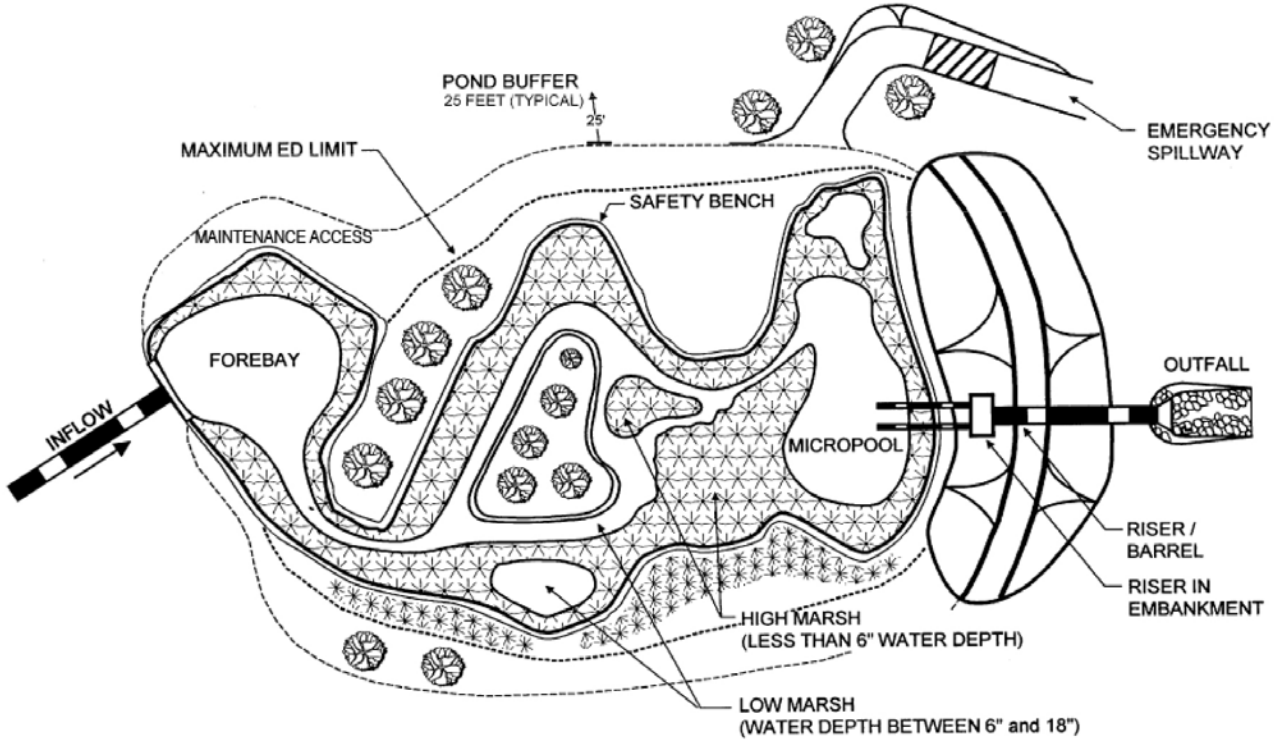 POND BUFFER
25 FEET (TYPICAL)
25'
MAXIMUM ED LIMIT
EMERGENCY
SPILLWAY
SAFETY BENCH
MAINTENANCE ACCESS
FOREBAY
OUTFALL
INFLOW
MICROPOOL
RISER /
BARREL
RISER IN
EMBANKMENT
HIGH MARSH
(LESS THAN 6" WATER DEPTH)
LOW MARSH
(WATER DEPTH BETWEEN 6" and 18")